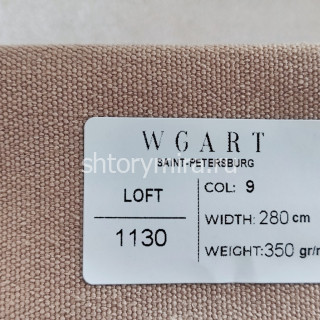 WGART
SAINT-PETERSBURG
LOFT
1130
COL: 9
WIDTH: 280 cm
WEIGHT: 350 gr/
shtorymira.ru